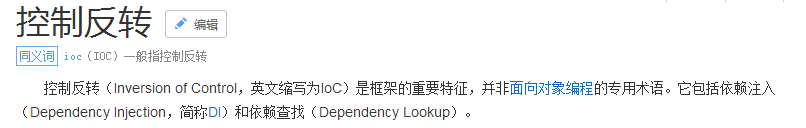 控制反转 编辑
同义词 ioc（IOC）一般指控制反转
控制反转（Inversion of Control，英文缩写为IoC）是框架的重要特征，并非面向对象编程的专用术语。它包括依赖注入
（Dependency Injection，简称DI）和依赖查找（Dependency Lookup）。